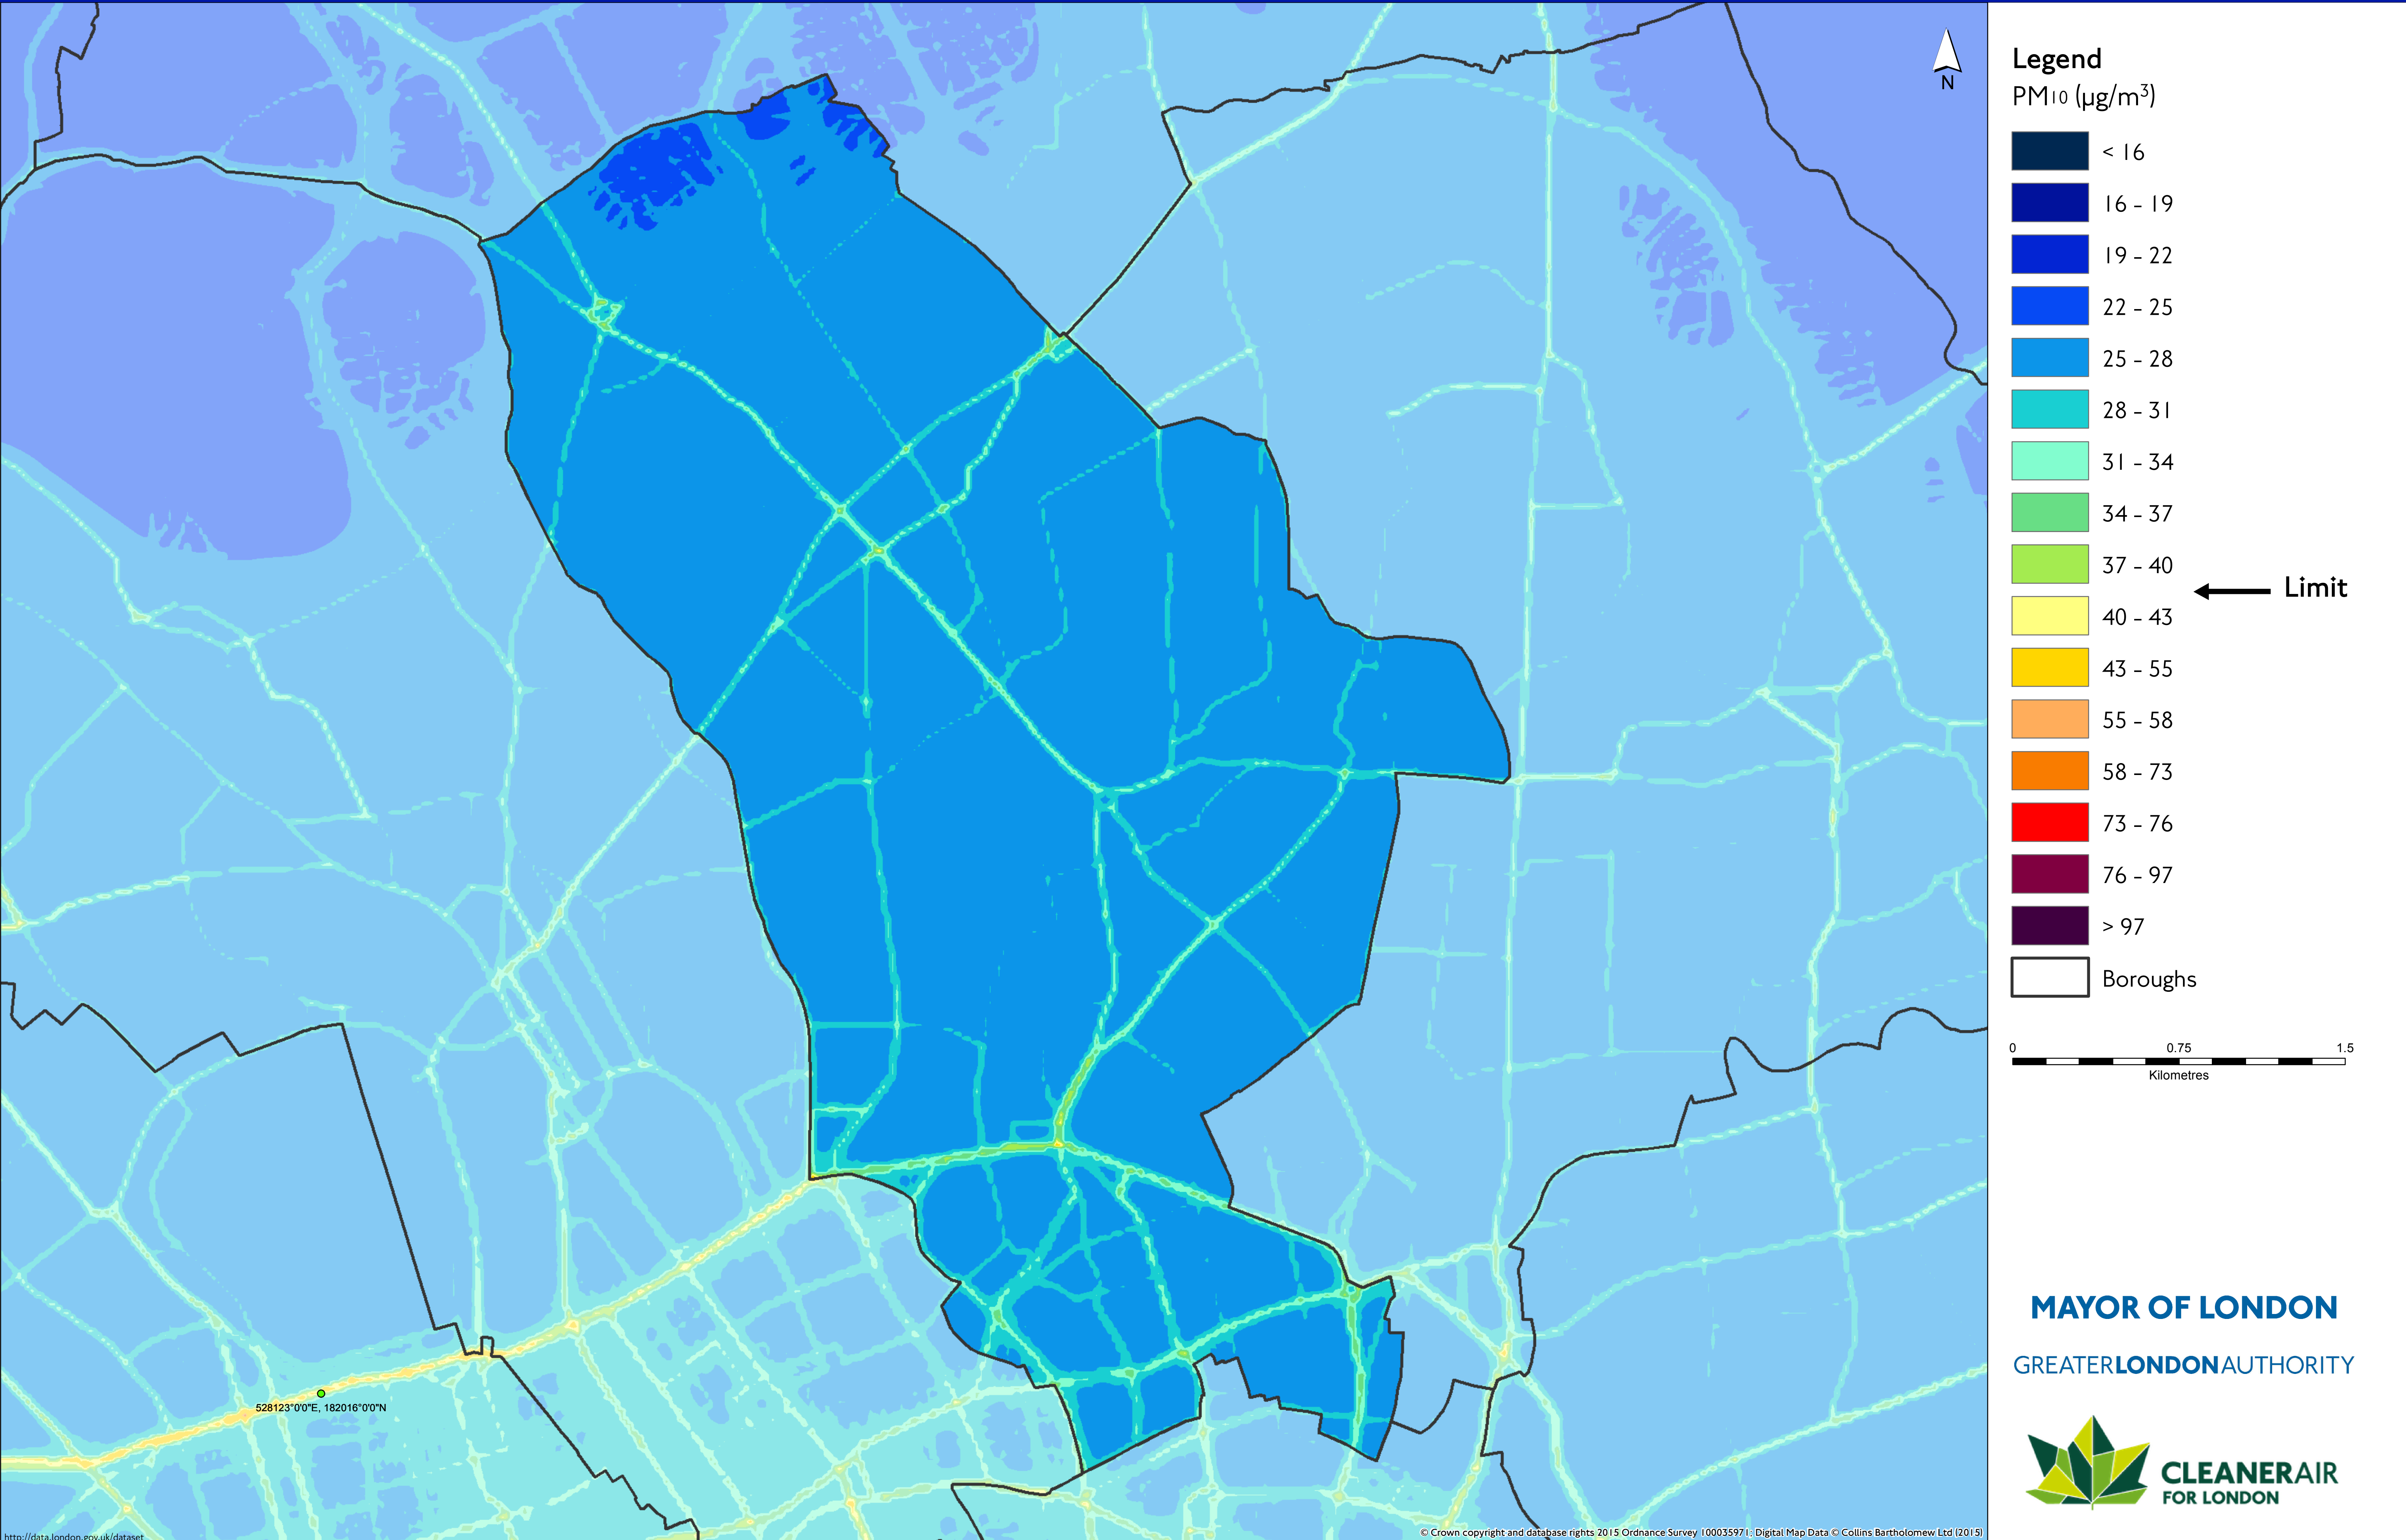 N
Legend
PM10 (µg/m³)
< 16
16 - 19
19 - 22
22 - 25
25 - 28
28 - 31
31 - 34
34 - 37
37 - 40
Limit
40 - 43
43 - 55
55 - 58
58 - 73
73 - 76
76 - 97
> 97
Boroughs
0 0.75 1.5
Kilometres
MAYOR OF LONDON
GREATERLONDONAUTHORITY
528123°0'0"E, 182016°0'0"N
CLEANERAIR
FOR LONDON
http://data.london.gov.uk/dataset
© Crown copyright and database rights 2015 Ordnance Survey 100035971; Digital Map Data © Collins Bartholomew Ltd (2015)